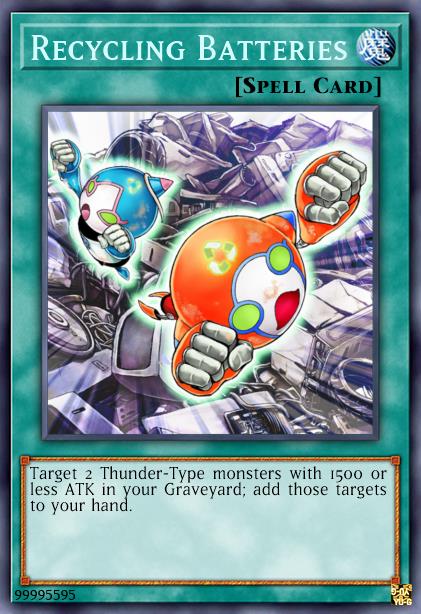 Recycling Batteries 魔
[Spell Card]
Target 2 Thunder-Type monsters with 1500 or
less ATK in your Graveyard; add those targets
to your hand.
99995595